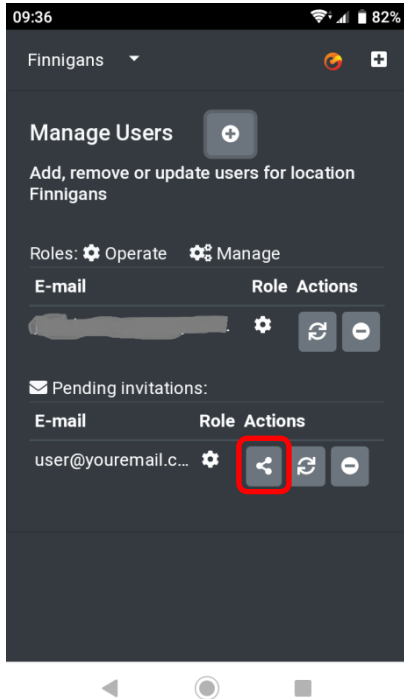 09:36 82%
Finnigans
Manage Users
Add, remove or update users for location
Finnigans
Roles: Operate Manage
E-mail Role Actions
Pending invitations:
E-mail Role Actions
user@youremail.c...